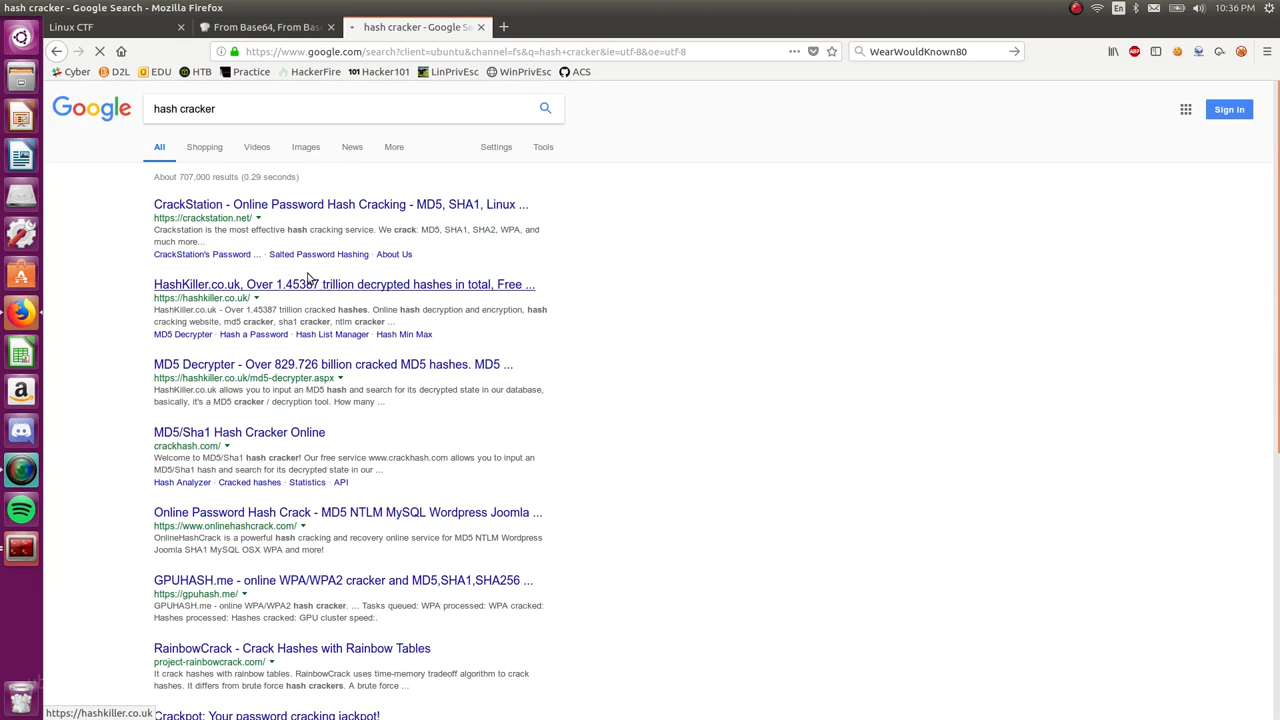 hash cracker - Google Search - Mozilla Firefox
En
10:36 PM
Linux CTF
From Base64, From Bas
hash cracker - Google Se
https://www.google.com/search?client=ubuntu&channel=fs&q=hash+cracker&ie=utf-8&oe=utf-8
WearWouldKnown80
ABP
Cyber
D2L
EDU
HTB
Practice
HackerFire
101 Hacker101
LinPrivEsc
WinPrivEsc
ACS
Google
hash cracker
Sign in
All
Shopping
Videos
Images
News
More
Settings
Tools
About 707,000 results (0.29 seconds)
CrackStation - Online Password Hash Cracking - MD5, SHA1, Linux ...
https://crackstation.net/
Crackstation is the most effective hash cracking service. We crack: MD5, SHA1, SHA2, WPA, and
much more...
CrackStation's Password ... · Salted Password Hashing · About Us
HashKiller.co.uk, Over 1.45387 trillion decrypted hashes in total, Free ...
https://hashkiller.co.uk/
HashKiller.co.uk - Over 1.45387 trillion cracked hashes. Online hash decryption and encryption, hash
cracking website, md5 cracker, sha1 cracker, ntlm cracker ...
MD5 Decrypter · Hash a Password · Hash List Manager · Hash Min Max
MD5 Decrypter - Over 829.726 billion cracked MD5 hashes. MD5 ...
https://hashkiller.co.uk/md5-decrypter.aspx
HashKiller.co.uk allows you to input an MD5 hash and search for its decrypted state in our database,
basically, it's a MD5 cracker / decryption tool. How many ...
MD5/Sha1 Hash Cracker Online
crackhash.com/
Welcome to MD5/Sha1 hash cracker! Our free service www.crackhash.com allows you to input an
MD5/Sha1 hash and search for its decrypted state in our ...
Hash Analyzer · Cracked hashes · Statistics · API
Online Password Hash Crack - MD5 NTLM MySQL Wordpress Joomla ...
https://www.onlinehashcrack.com/
OnlineHashCrack is a powerful hash cracking and recovery online service for MD5 NTLM Wordpress
Joomla SHA1 MySQL OSX WPA and more!
GPUHASH.me - online WPA/WPA2 cracker and MD5,SHA1,SHA256 ...
https://gpuhash.me/
GPUHASH.me - online WPA/WPA2 hash cracker. ... Tasks queued: WPA processed: WPA cracked:
Hashes processed: Hashes cracked: GPU cluster speed:.
RainbowCrack - Crack Hashes with Rainbow Tables
project-rainbowcrack.com/
It crack hashes with rainbow tables. RainbowCrack uses time-memory tradeoff algorithm to crack
hashes. It differs from brute force hash crackers. A brute force ...
Crackpot: Your password cracking jackpot!
https://hashkiller.co.uk